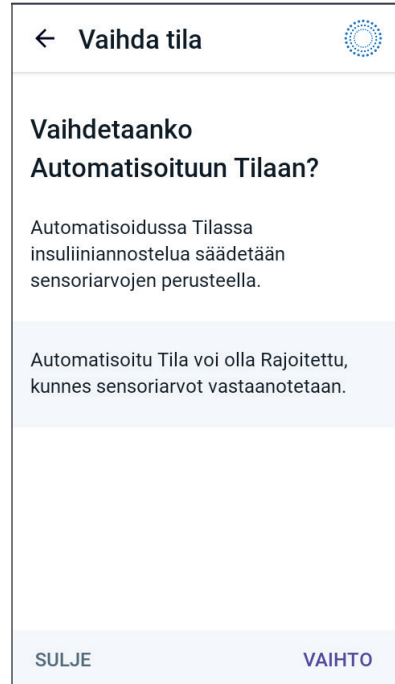 Vaihda tila
Vaihdetaanko
Automatisoituun Tilaan?
Automatisoidussa Tilassa
insuliiniannostelua säädetään
sensoriarvojen perusteella.
Automatisoitu Tila voi olla Rajoitettu,
kunnes sensoriarvot vastaanotetaan.
SULJE VAIHTO